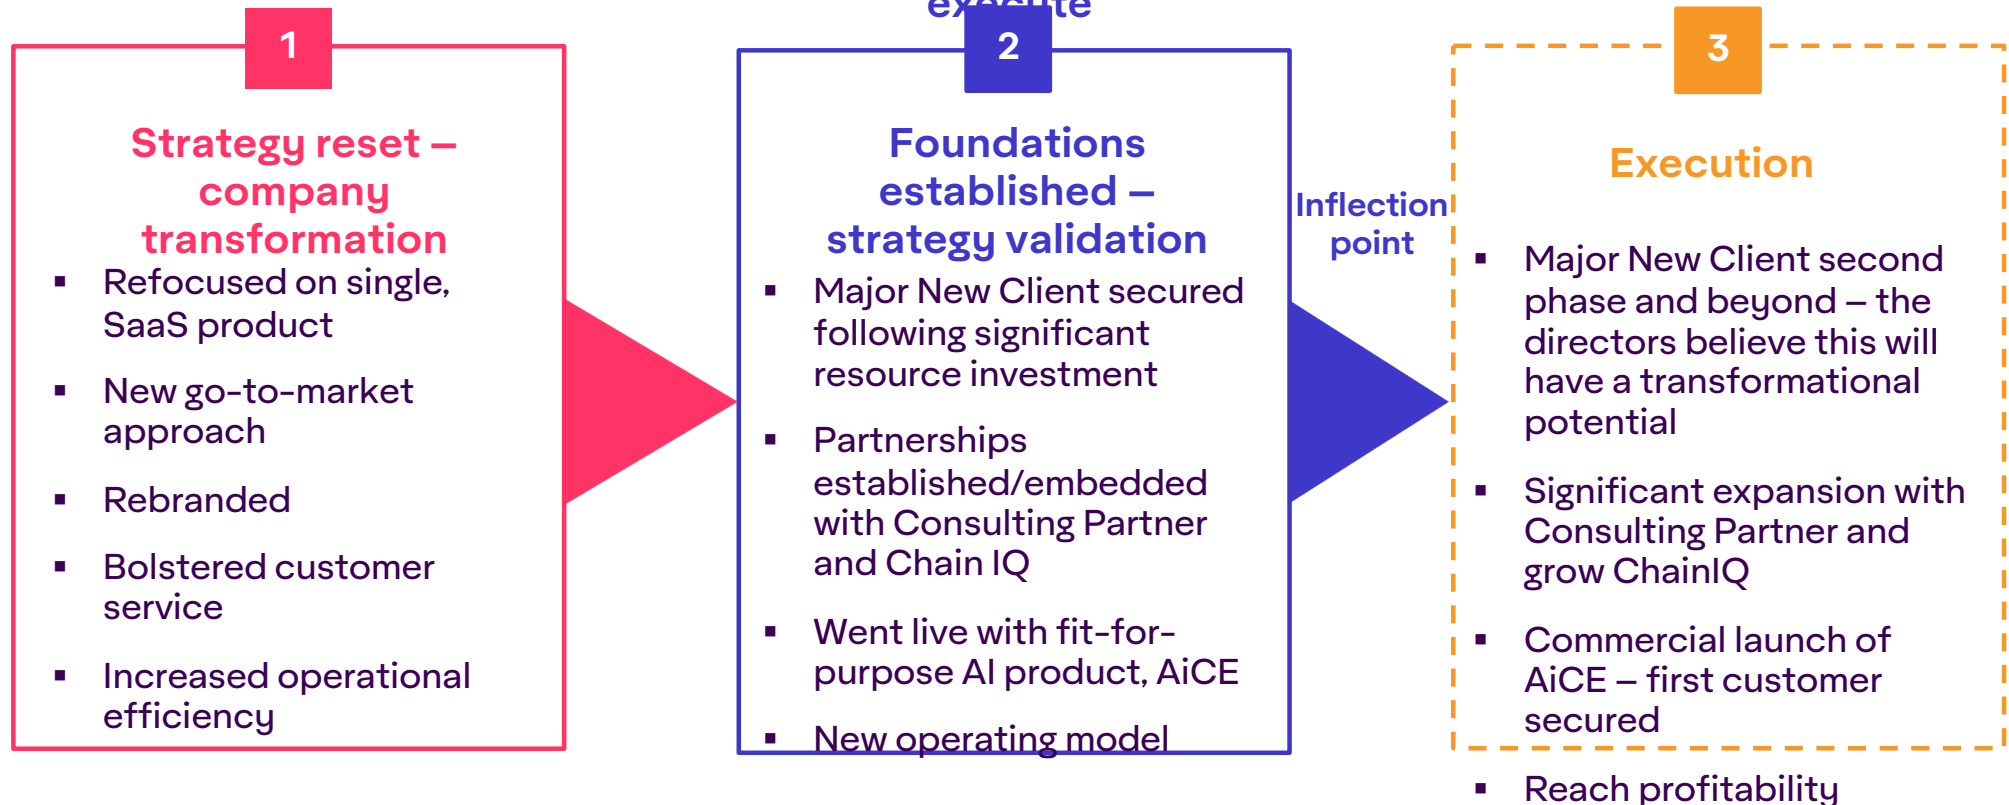 execute
1
Strategy reset –
company
transformation
▪ Refocused on single,
SaaS product
▪ New go-to-market
approach
▪ Rebranded
▪ Bolstered customer
service
▪ Increased operational
efficiency
2
Foundations
established –
strategy validation
▪ Major New Client secured
following significant
resource investment
▪ Partnerships
established/embedded
with Consulting Partner
and Chain IQ
▪ Went live with fit-for-
purpose AI product, AiCE
▪ New operating model
Inflection
point
3
Execution
▪ Major New Client second
phase and beyond – the
directors believe this will
have a transformational
potential
▪ Significant expansion with
Consulting Partner and
grow ChainIQ
▪ Commercial launch of
AiCE – first customer
secured
▪ Reach profitability